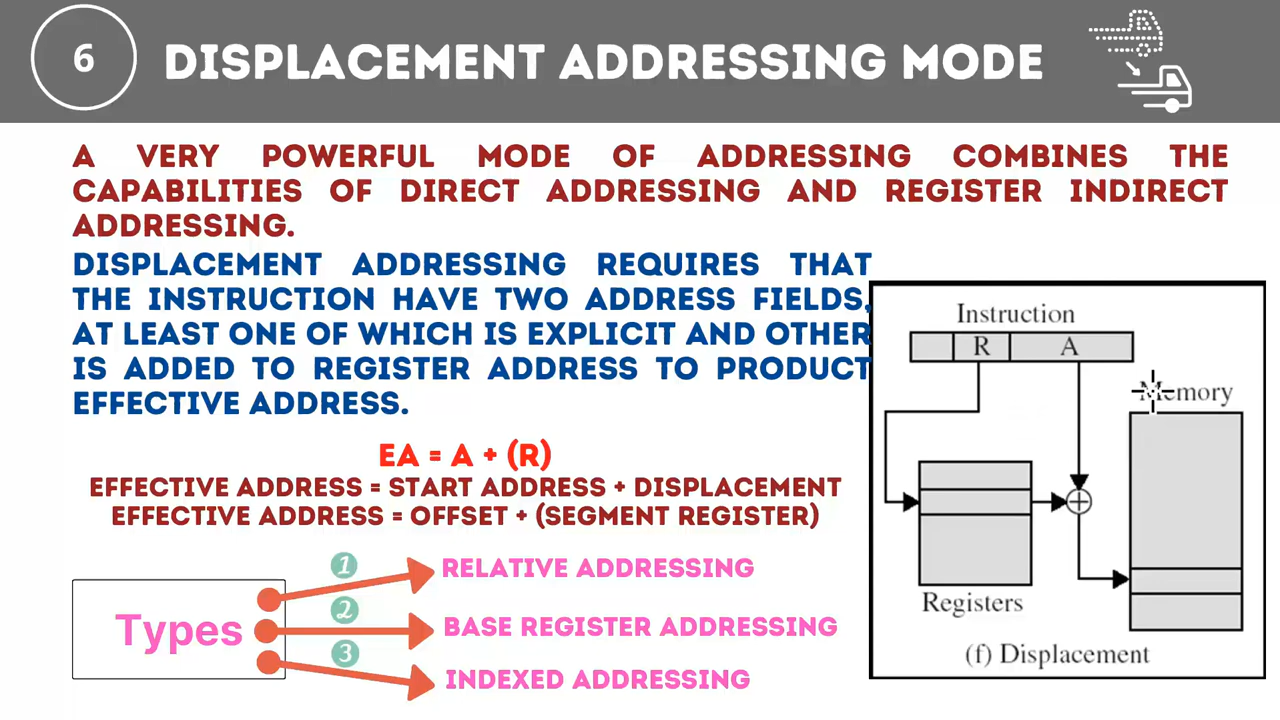 6
DISPLACEMENT ADDRESSING MODE
A VERY POWERFUL MODE OF ADDRESSING COMBINES THE
CAPABILITIES OF DIRECT ADDRESSING AND REGISTER INDIRECT
ADDRESSING.
DISPLACEMENT ADDRESSING REQUIRES THAT
THE INSTRUCTION HAVE TWO ADDRESS FIELDS,
AT LEAST ONE OF WHICH IS EXPLICIT AND OTHER
IS ADDED TO REGISTER ADDRESS TO PRODUCT
EFFECTIVE ADDRESS.
EA = A + (R)
EFFECTIVE ADDRESS = START ADDRESS + DISPLACEMENT
EFFECTIVE ADDRESS = OFFSET + (SEGMENT REGISTER)
Types
1
RELATIVE ADDRESSING
2
BASE REGISTER ADDRESSING
3
INDEXED ADDRESSING
Instruction
R A
Memory
Registers
(f) Displacement